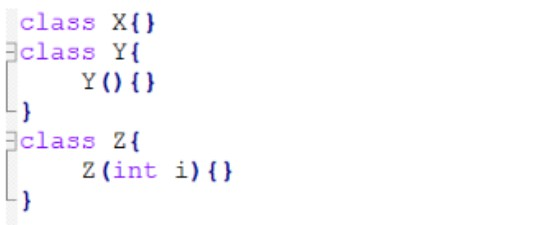 class X{}
class Y{
    Y(){}
}
class Z{
    Z(int i){}
}